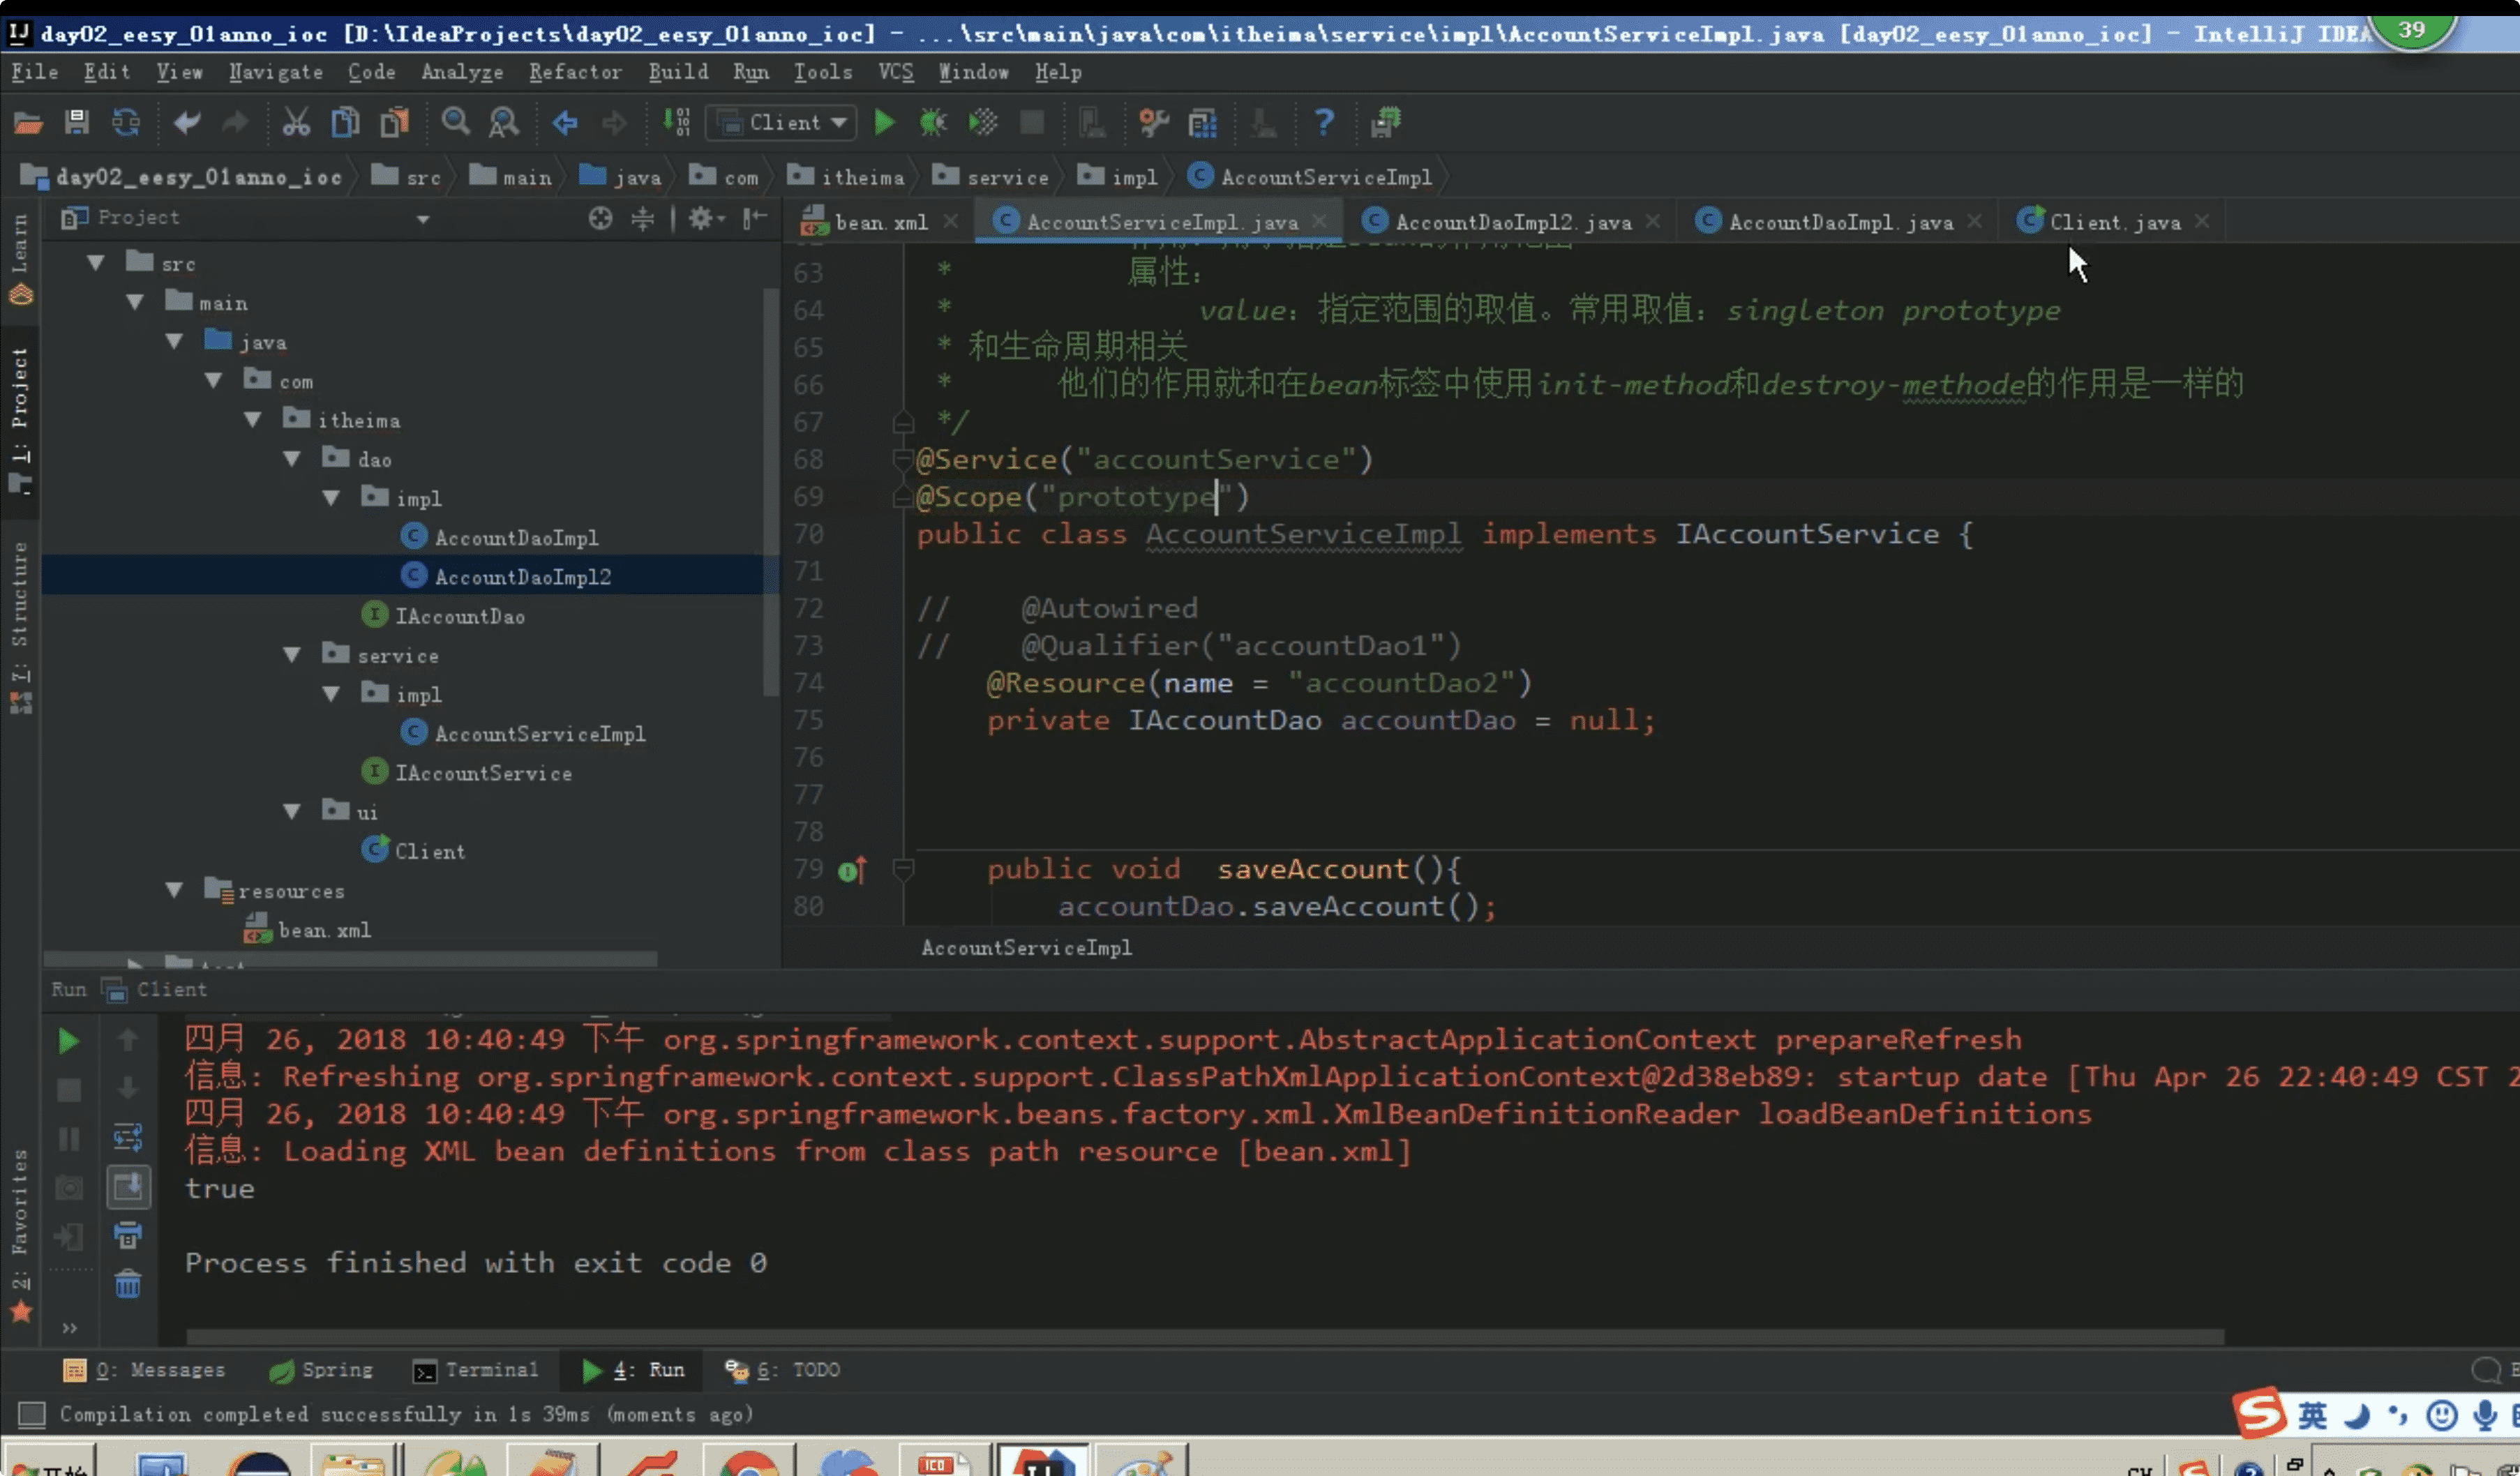 IJ day02_eesy_01anno_ioc [D:\IdeaProjects\day02_eesy_01anno_ioc] - ...\src\main\java\com\itheima\service\impl\AccountServiceImpl.java [day02_eesy_01anno_ioc] - IntelliJ IDEA
39
File Edit View Navigate Code Analyze Refactor Build Run Tools VCS Window Help
Client
day02_eesy_01anno_ioc src main java com itheima service impl AccountServiceImpl
Project
bean.xml AccountServiceImpl.java AccountDaoImpl2.java AccountDaoImpl.java Client.java
Learn
1: Project
7: Structure
2: Favorites
src
main
java
com
itheima
dao
impl
AccountDaoImpl
AccountDaoImpl2
IAccountDao
service
impl
AccountServiceImpl
IAccountService
ui
Client
resources
bean.xml
63 * 属性：
64 * value：指定范围的取值。常用取值：singleton prototype
65 * 和生命周期相关
66 * 他们的作用就和在bean标签中使用init-method和destroy-methode的作用是一样的
67 */
68 @Service("accountService")
69 @Scope("prototype")
70 public class AccountServiceImpl implements IAccountService {
71
72 // @Autowired
73 // @Qualifier("accountDao1")
74 @Resource(name = "accountDao2")
75 private IAccountDao accountDao = null;
76
77
78
79 public void saveAccount(){
80 accountDao.saveAccount();
AccountServiceImpl
Run Client
四月 26, 2018 10:40:49 下午 org.springframework.context.support.AbstractApplicationContext prepareRefresh
信息: Refreshing org.springframework.context.support.ClassPathXmlApplicationContext@2d38eb89: startup date [Thu Apr 26 22:40:49 CST 2
四月 26, 2018 10:40:49 下午 org.springframework.beans.factory.xml.XmlBeanDefinitionReader loadBeanDefinitions
信息: Loading XML bean definitions from class path resource [bean.xml]
true
Process finished with exit code 0
0: Messages Spring Terminal 4: Run 6: TODO
Compilation completed successfully in 1s 39ms (moments ago)
英
开始
ICO